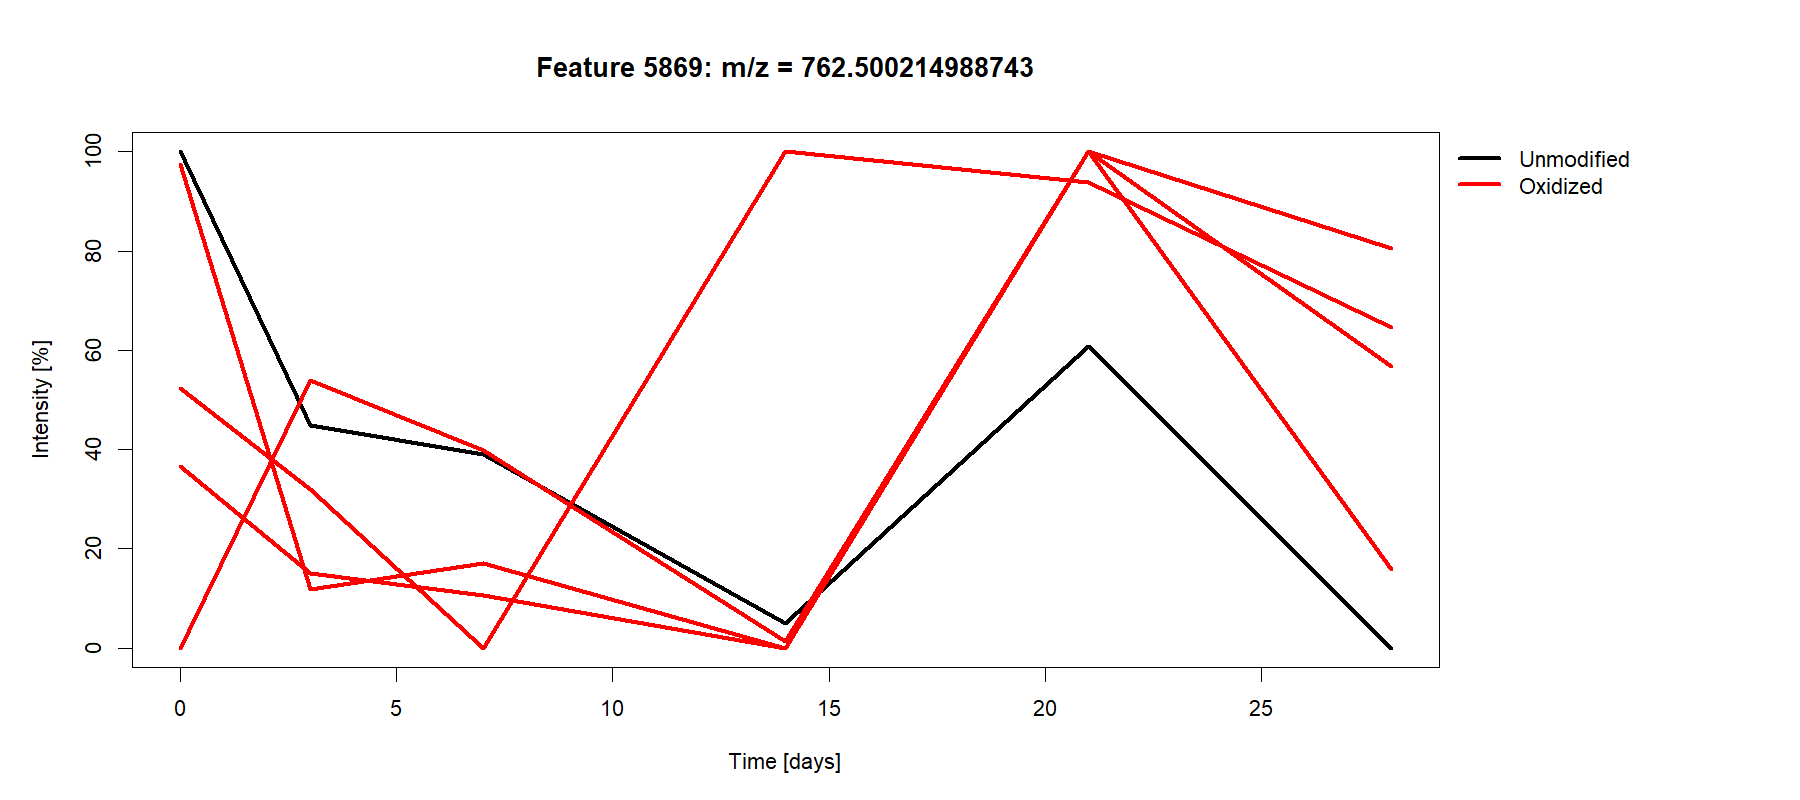 Feature 5869: m/z = 762.500214988743
Unmodified
Oxidized
Intensity [%]
100
80
60
40
20
0
0 5 10 15 20 25
Time [days]